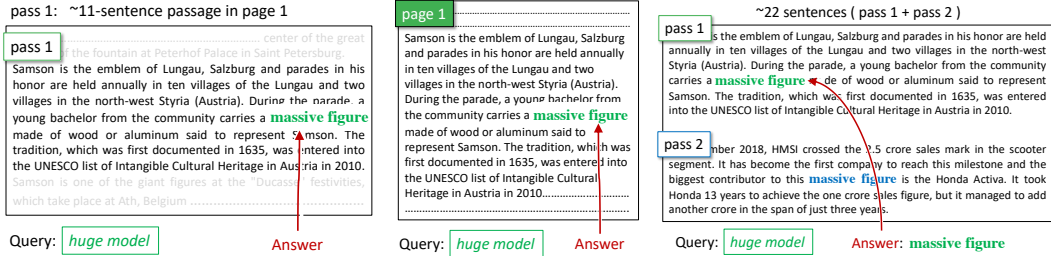 pass 1: ~11-sentence passage in page 1
pass 1
center of the great
of the fountain at Peterhof Palace in Saint Petersburg.
Samson is the emblem of Lungau, Salzburg and parades in his
honor are held annually in ten villages of the Lungau and two
villages in the north-west Styria (Austria). During the parade, a
young bachelor from the community carries a massive figure
made of wood or aluminum said to represent Samson. The
tradition, which was first documented in 1635, was entered into
the UNESCO list of Intangible Cultural Heritage in Austria in 2010.
Samson is one of the giant figures at the "Ducasse" festivities,
which take place at Ath, Belgium
Query: huge model
Answer
page 1
Samson is the emblem of Lungau, Salzburg
and parades in his honor are held annually
in ten villages of the Lungau and two
villages in the north-west Styria (Austria).
During the parade, a young bachelor from
the community carries a massive figure
made of wood or aluminum said to
represent Samson. The tradition, which was
first documented in 1635, was entered into
the UNESCO list of Intangible Cultural
Heritage in Austria in 2010.
Query: huge model
Answer
~22 sentences ( pass 1 + pass 2 )
pass 1
is the emblem of Lungau, Salzburg and parades in his honor are held
annually in ten villages of the Lungau and two villages in the north-west
Styria (Austria). During the parade, a young bachelor from the community
carries a massive figure made of wood or aluminum said to represent
Samson. The tradition, which was first documented in 1635, was entered
into the UNESCO list of Intangible Cultural Heritage in Austria in 2010.
pass 2
mber 2018, HMSI crossed the 2.5 crore sales mark in the scooter
segment. It has become the first company to reach this milestone and the
biggest contributor to this massive figure is the Honda Activa. It took
Honda 13 years to achieve the one crore sales figure, but it managed to add
another crore in the span of just three years.
Query: huge model
Answer: massive figure